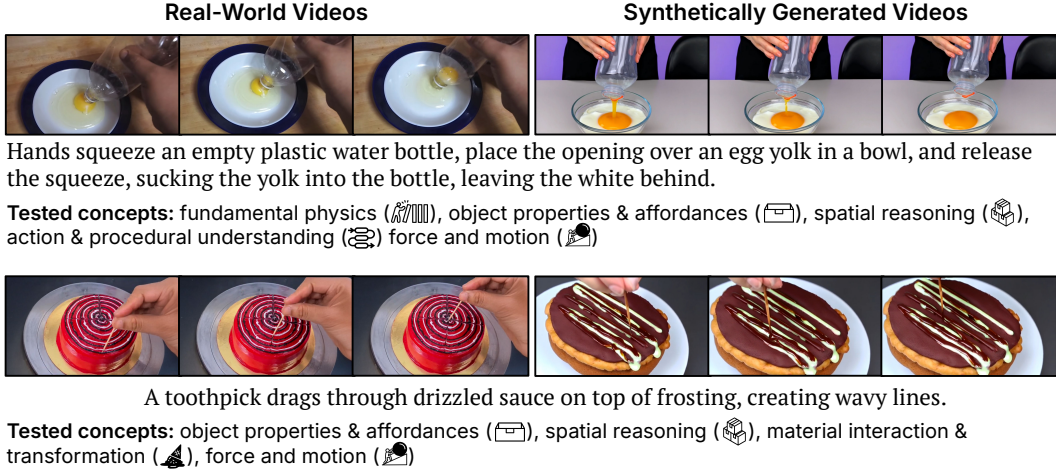 Real-World Videos
Synthetically Generated Videos
Hands squeeze an empty plastic water bottle, place the opening over an egg yolk in a bowl, and release
the squeeze, sucking the yolk into the bottle, leaving the white behind.
Tested concepts: fundamental physics ( ), object properties & affordances ( ), spatial reasoning ( ),
action & procedural understanding ( ) force and motion ( )
A toothpick drags through drizzled sauce on top of frosting, creating wavy lines.
Tested concepts: object properties & affordances ( ), spatial reasoning ( ), material interaction &
transformation ( ), force and motion ( )